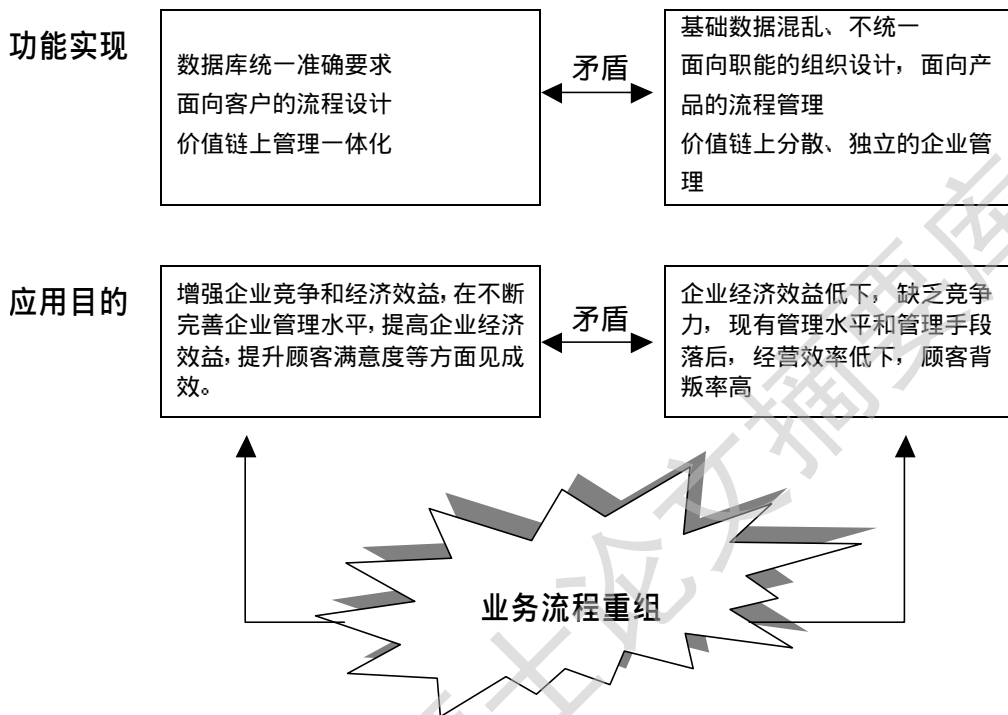 功能实现
数据库统一准确要求
面向客户的流程设计
价值链上管理一体化
矛盾
基础数据混乱、不统一
面向职能的组织设计，面向产
品的流程管理
价值链上分散、独立的企业管
理
应用目的
增强企业竞争和经济效益，在不断
完善企业管理水平，提高企业经济
效益，提升顾客满意度等方面见成
效。
矛盾
企业经济效益低下，缺乏竞争
力，现有管理水平和管理手段
落后，经营效率低下，顾客背
叛率高
业务流程重组
士论文摘要库